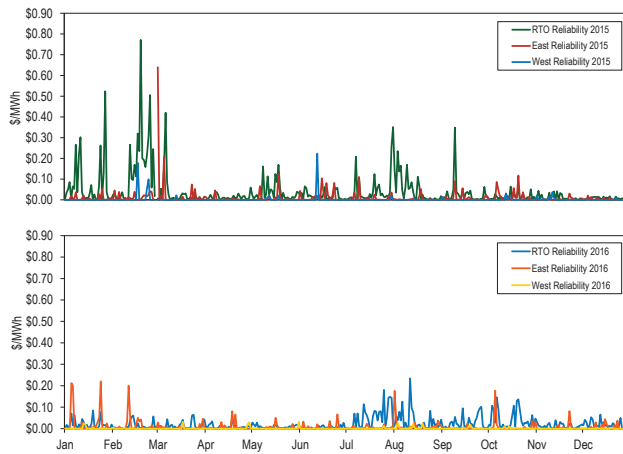 $0.90
$0.80
$0.70
$0.60
$0.50
$0.40
$0.30
$0.20
$0.10
$0.00
$/MWh
RTO Reliability 2015
East Reliability 2015
West Reliability 2015
$0.90
$0.80
$0.70
$0.60
$0.50
$0.40
$0.30
$0.20
$0.10
$0.00
$/MWh
RTO Reliability 2016
East Reliability 2016
West Reliability 2016
Jan Feb Mar Apr May Jun Jul Aug Sep Oct Nov Dec